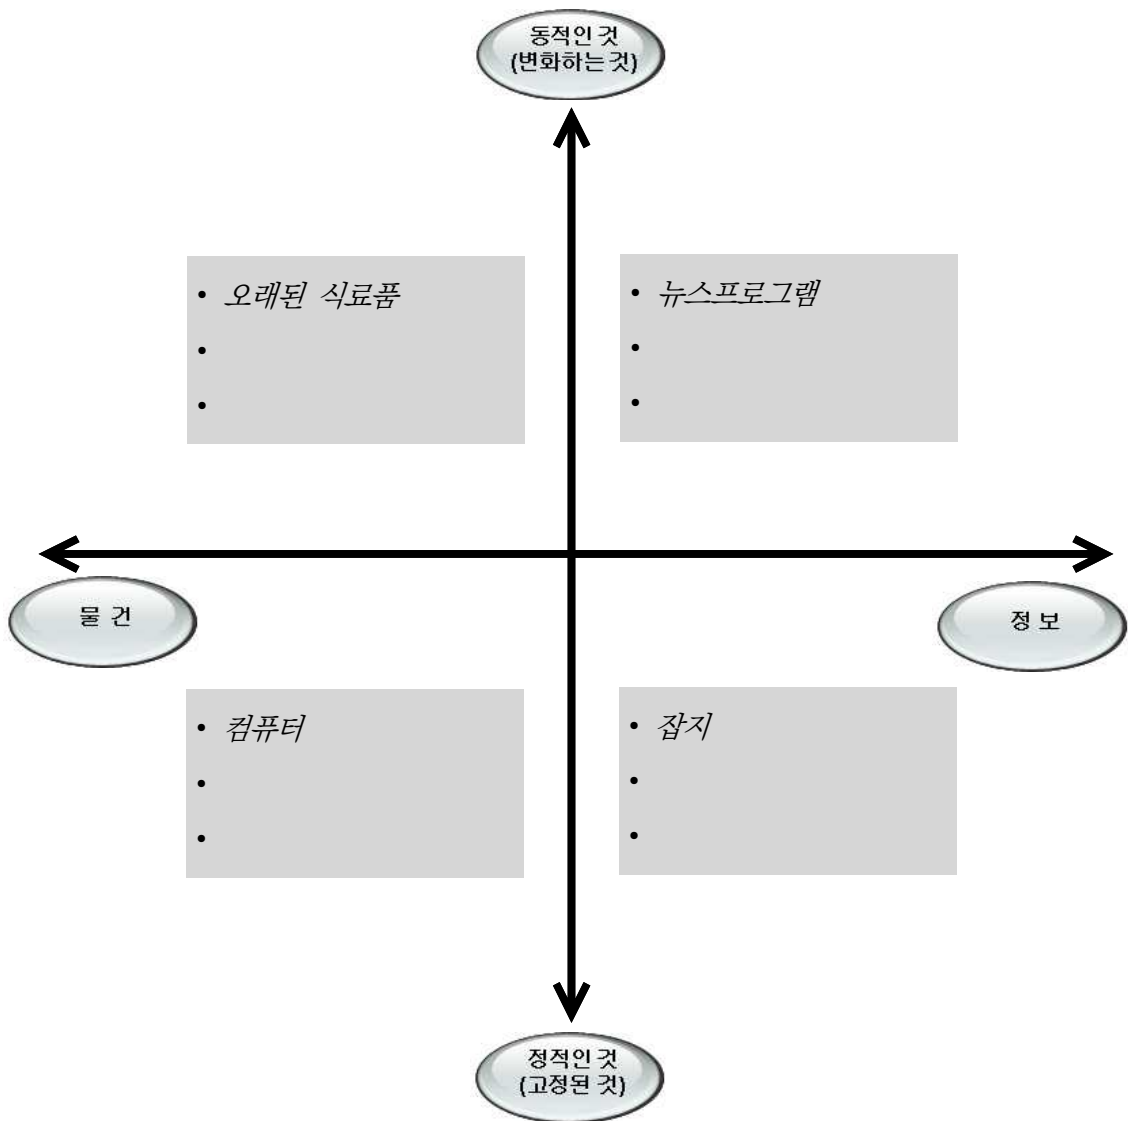 동적인 것
(변화하는 것)
• 오래된 식료품
•
•
• 뉴스프로그램
•
•
물 건
정 보
• 컴퓨터
•
•
• 잡지
•
•
정적인 것
(고정된 것)